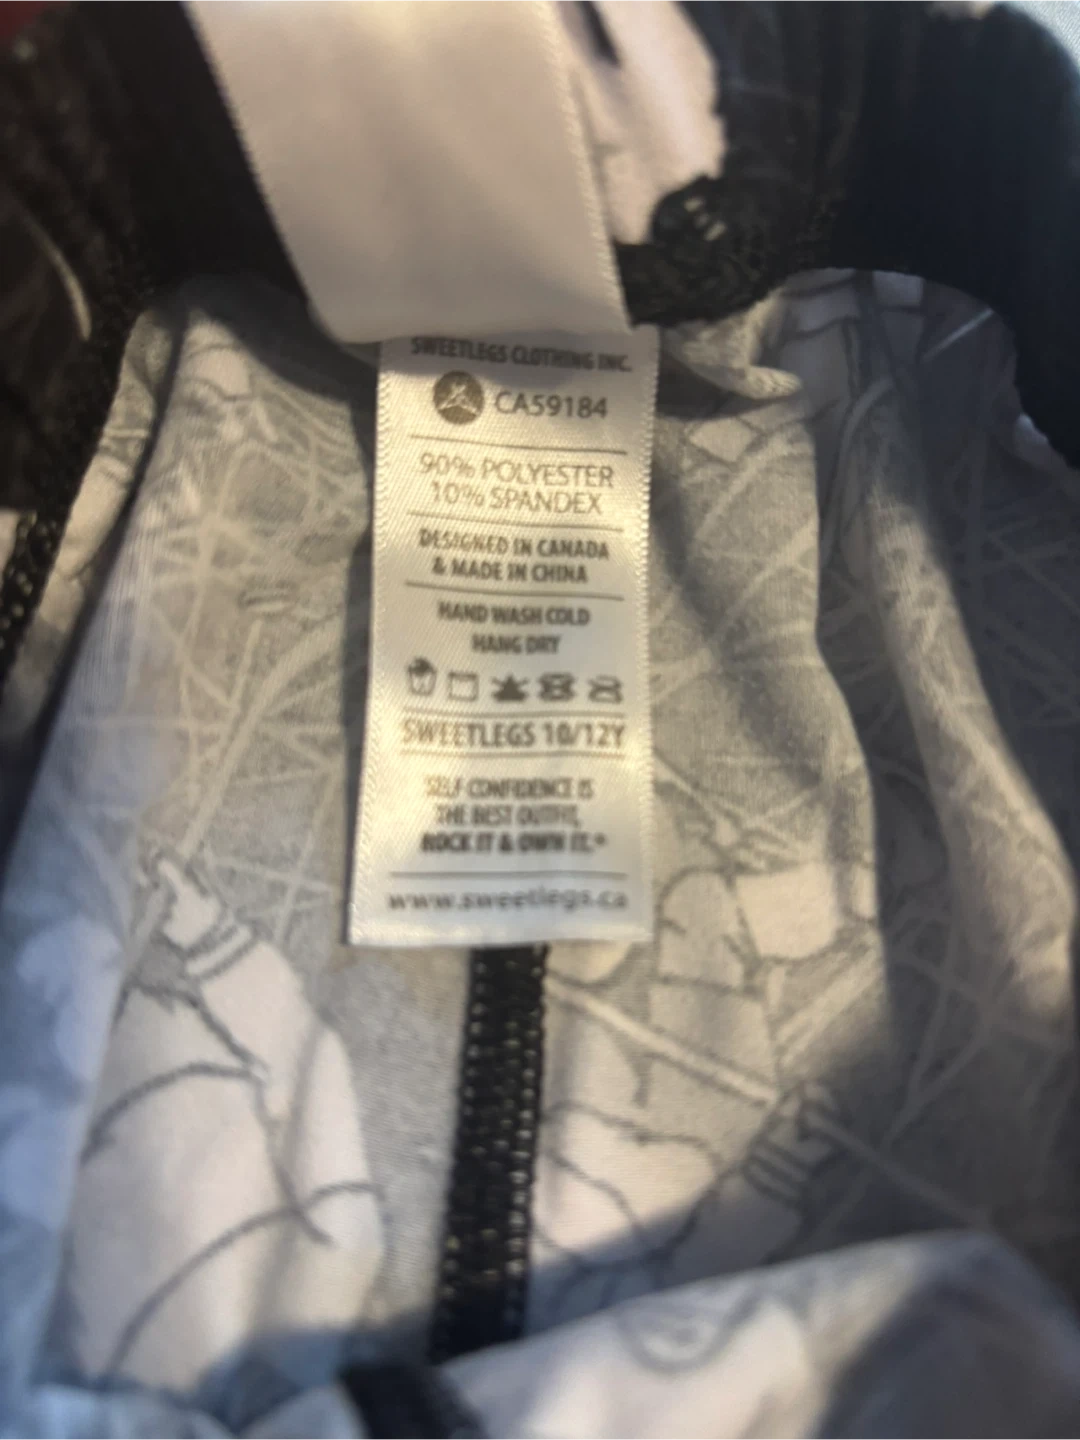 SWEETLEGS CLOTHING INC.
CA59184
90% POLYESTER
10% SPANDEX
DESIGNED IN CANADA
& MADE IN CHINA
HAND WASH COLD
HANG DRY
SWEETLEGS 10/12Y
SELF CONFIDENCE IS
THE BEST OUTFIT,
ROCK IT & OWN IT.®
www.sweetlegs.ca